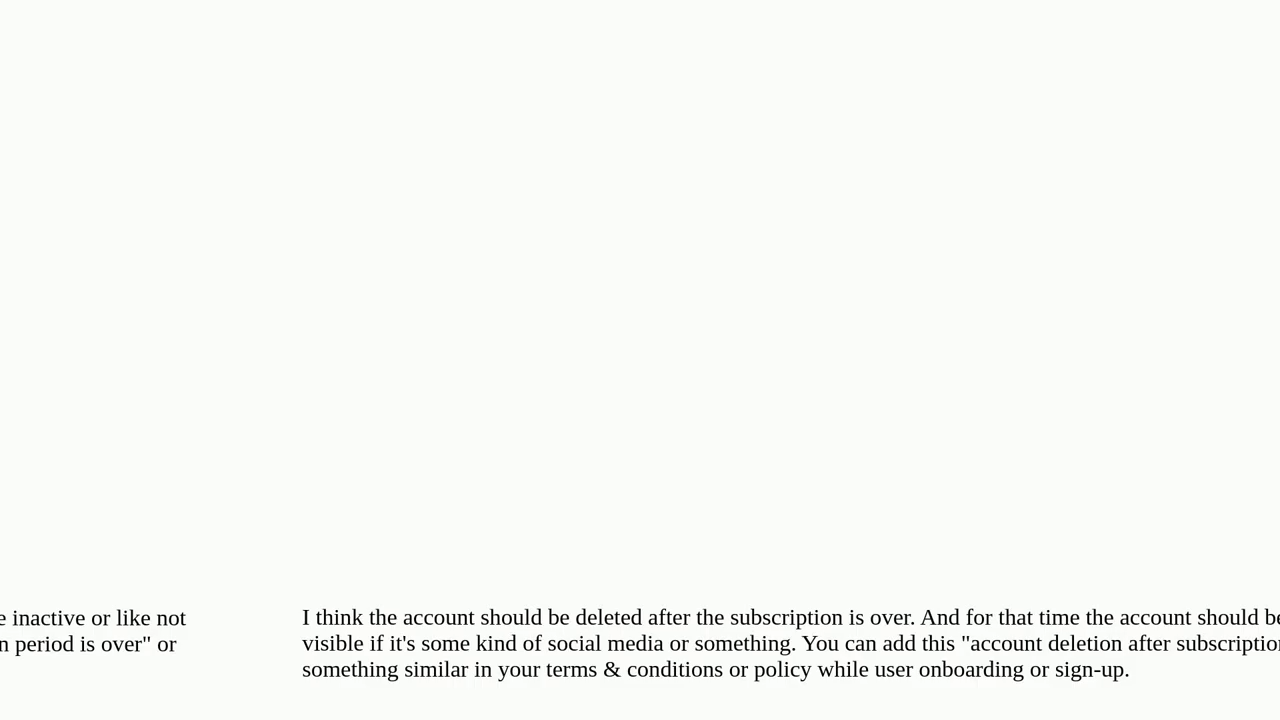 e inactive or like not
n period is over" or
I think the account should be deleted after the subscription is over. And for that time the account should be
visible if it's some kind of social media or something. You can add this "account deletion after subscription
something similar in your terms & conditions or policy while user onboarding or sign-up.